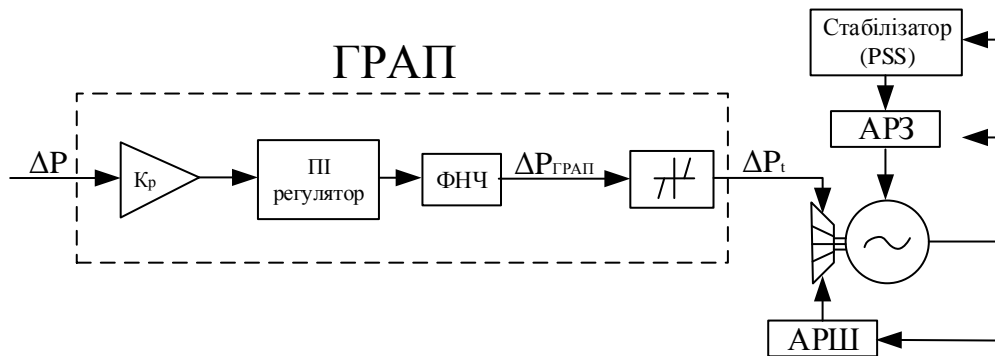 Стабілізатор
(PSS)
ГРАП
АРЗ
ΔP
Kp
ПІ
регулятор
ФНЧ
ΔPГРАП
ΔPt
АРШ